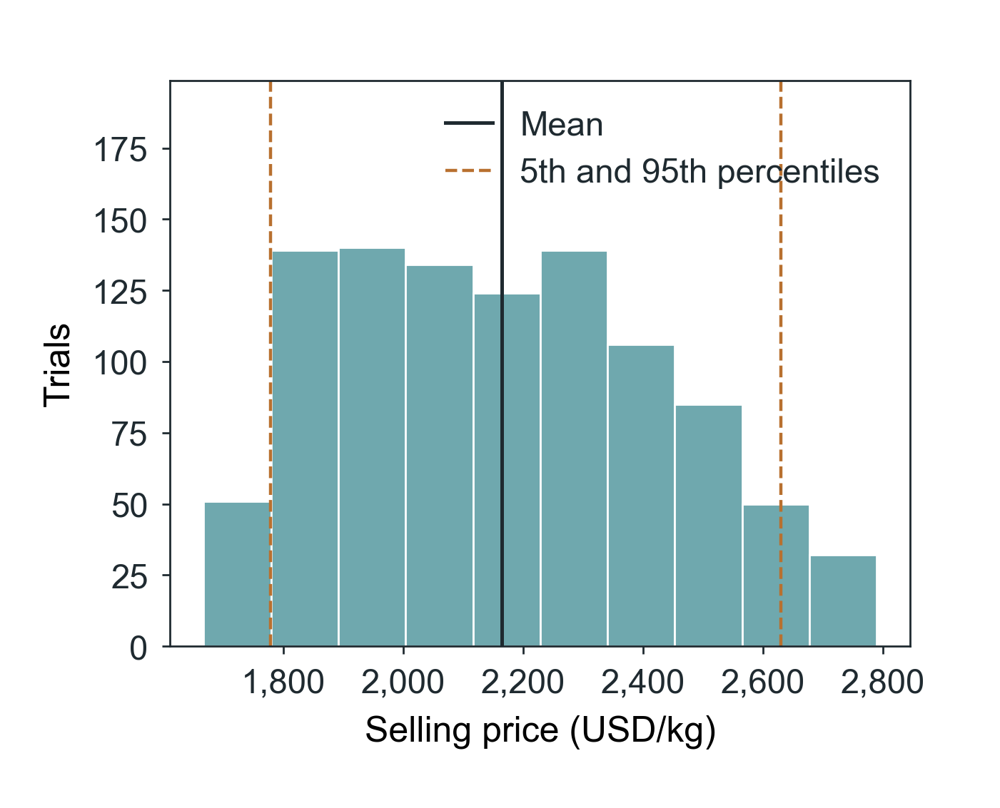 Mean
5th and 95th percentiles
175
150
125
100
75
50
25
0
Trials
1,800 2,000 2,200 2,400 2,600 2,800
Selling price (USD/kg)